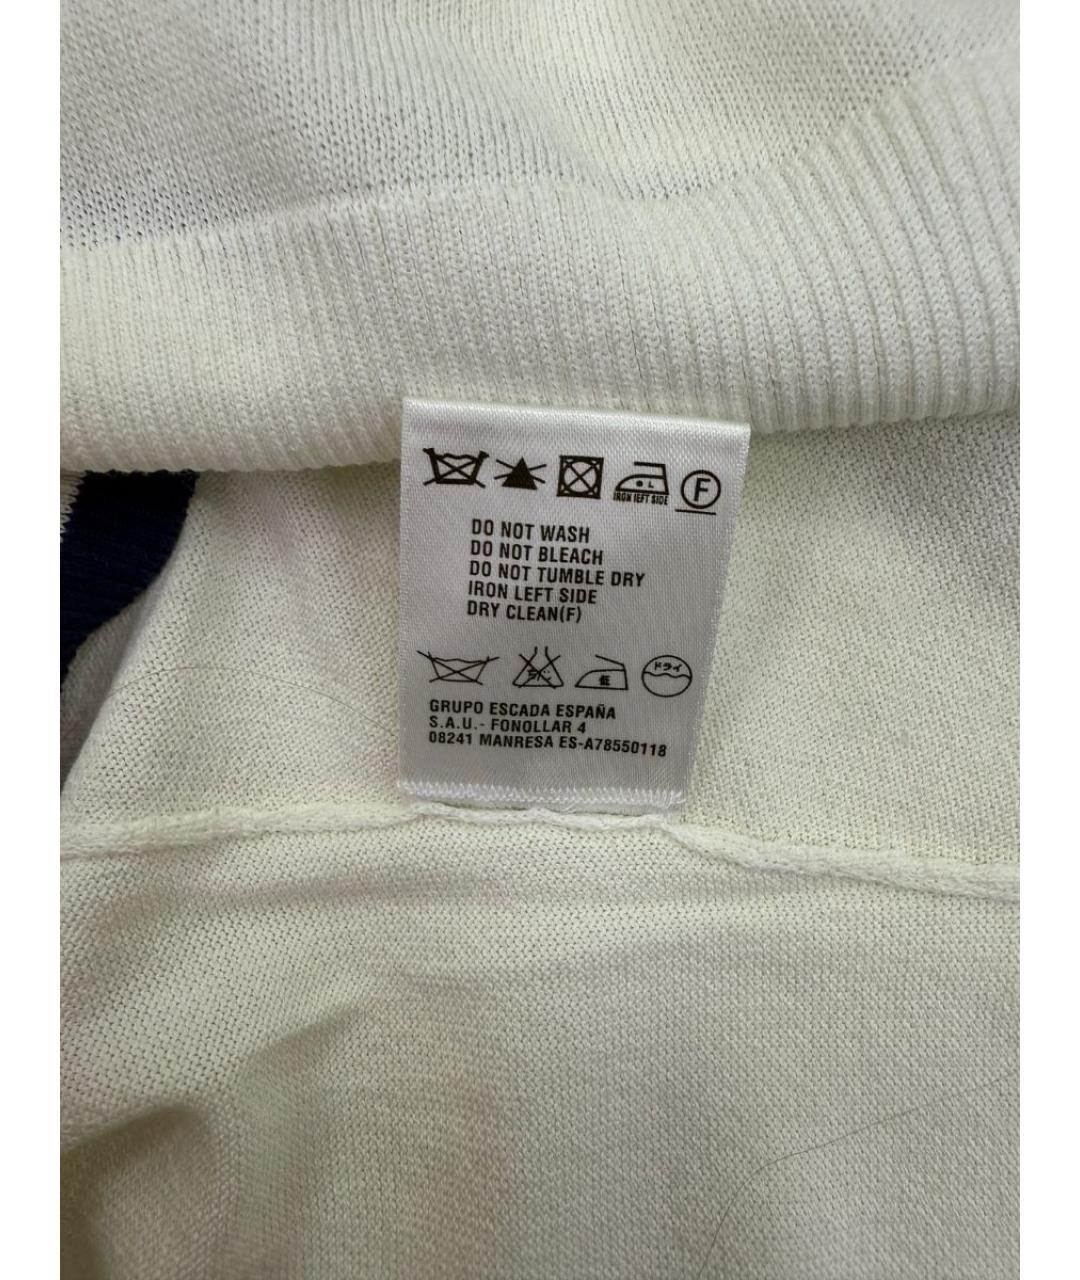 IRON LEFT SIDE
F
DO NOT WASH
DO NOT BLEACH
DO NOT TUMBLE DRY
IRON LEFT SIDE
DRY CLEAN(F)
低 ドライ
GRUPO ESCADA ESPAÑA
S.A.U.- FONOLLAR 4
08241 MANRESA ES-A78550118